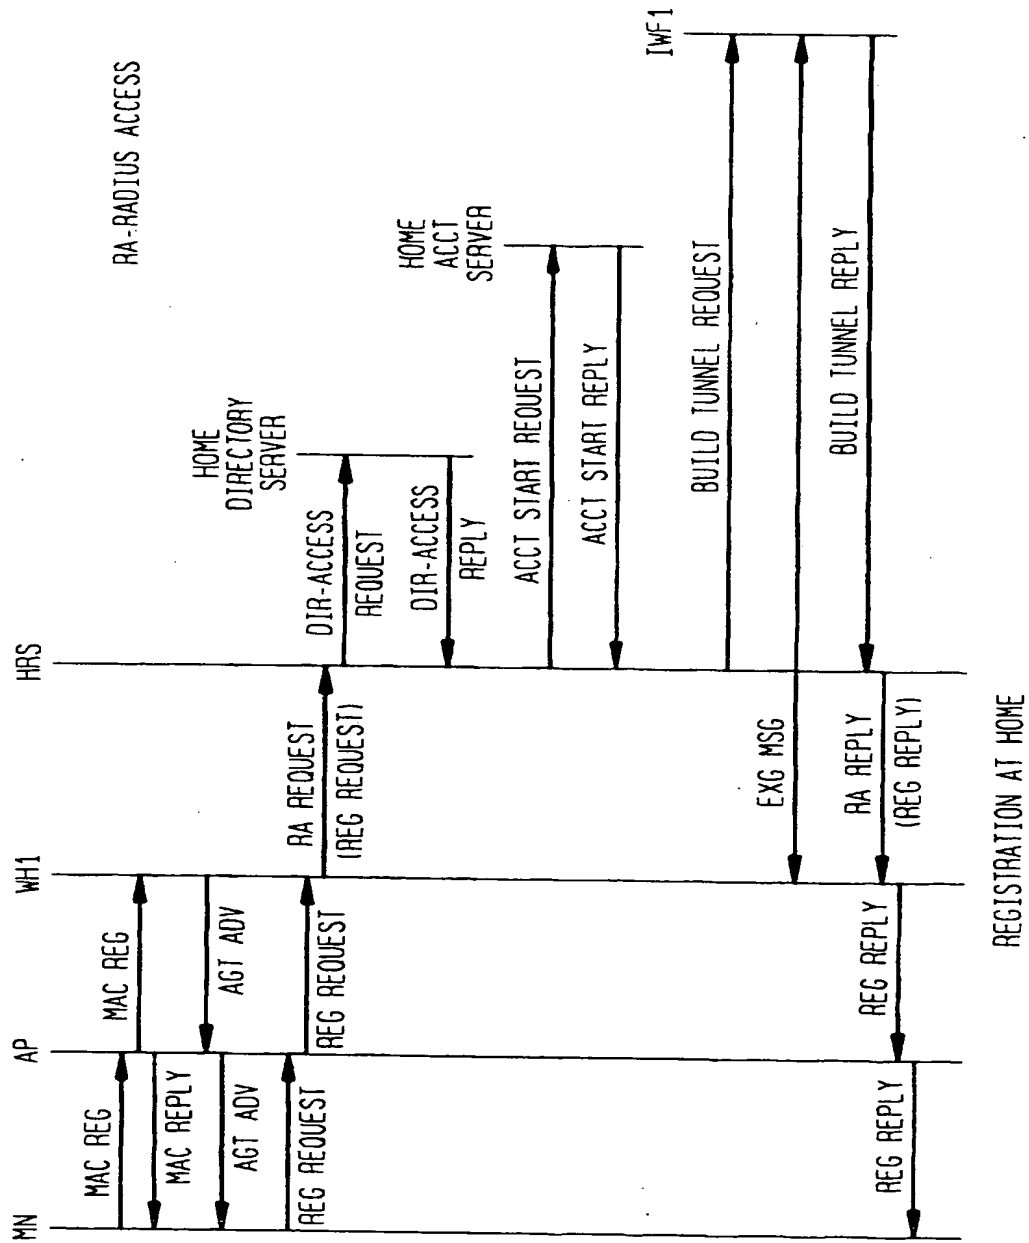 RA-RADIUS ACCESS
MN
AP
WH1
HRS
HOME
DIRECTORY
SERVER
HOME
ACCT
SERVER
IWF1
MAC REG
MAC REG
MAC REPLY
AGT ADV
AGT ADV
REG REQUEST
REG REQUEST
RA REQUEST
(REG REQUEST)
DIR-ACCESS
REQUEST
DIR-ACCESS
REPLY
ACCT START REQUEST
ACCT START REPLY
BUILD TUNNEL REQUEST
EXG MSG
BUILD TUNNEL REPLY
RA REPLY
(REG REPLY)
REG REPLY
REG REPLY
REGISTRATION AT HOME